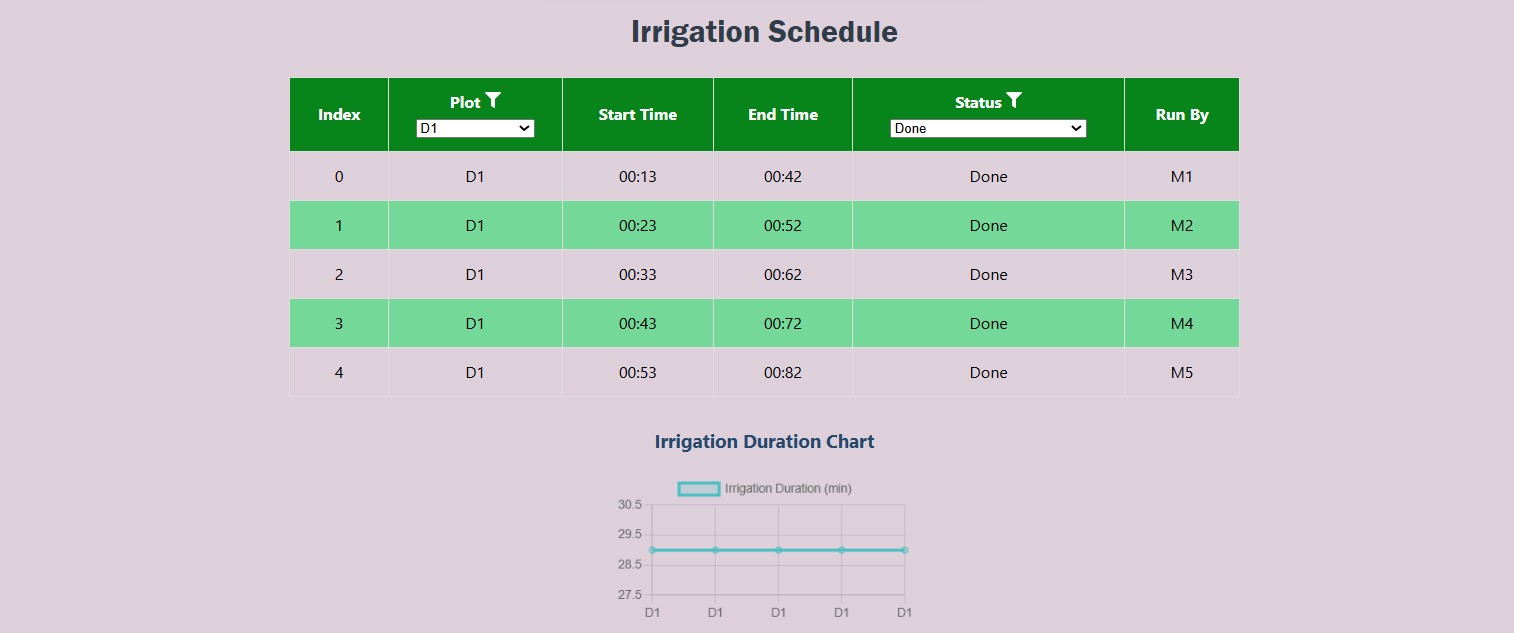 Irrigation Schedule
Index Plot Start Time End Time Status Run By
D1 Done
0 D1 00:13 00:42 Done M1
1 D1 00:23 00:52 Done M2
2 D1 00:33 00:62 Done M3
3 D1 00:43 00:72 Done M4
4 D1 00:53 00:82 Done M5
Irrigation Duration Chart
Irrigation Duration (min)
30.5
29.5
28.5
27.5
D1 D1 D1 D1 D1